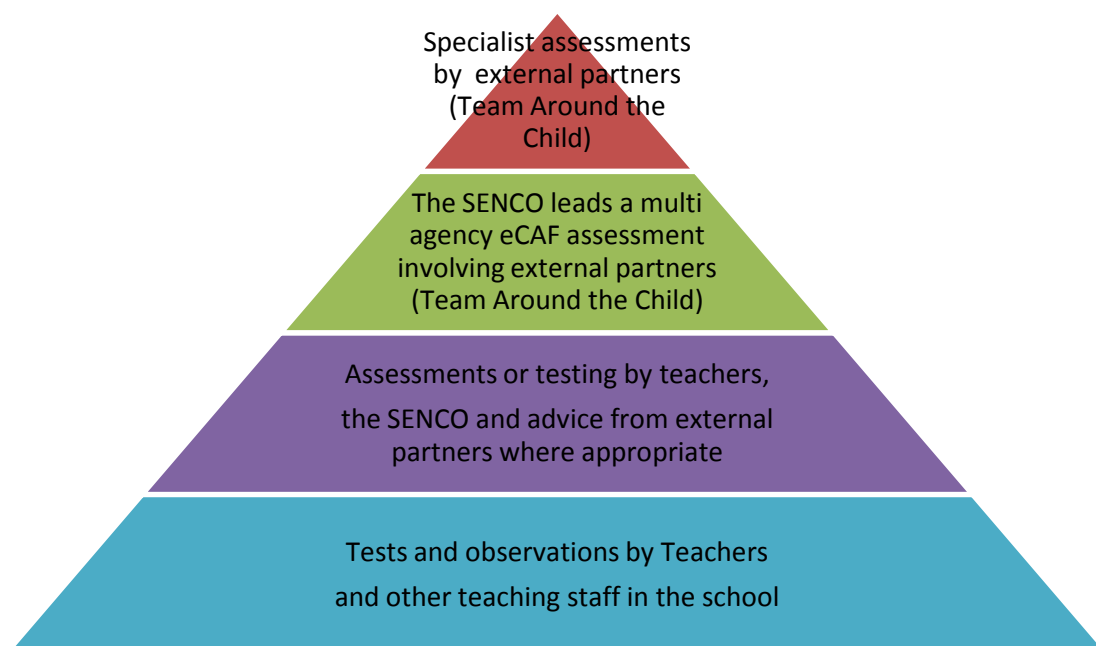 Specialist assessments
by  external partners
(Team Around the
Child)
The SENCO leads a multi
agency eCAF assessment
involving external partners
(Team Around the Child)
Assessments or testing by teachers,
the SENCO and advice from external
partners where appropriate
Tests and observations by Teachers
and other teaching staff in the school